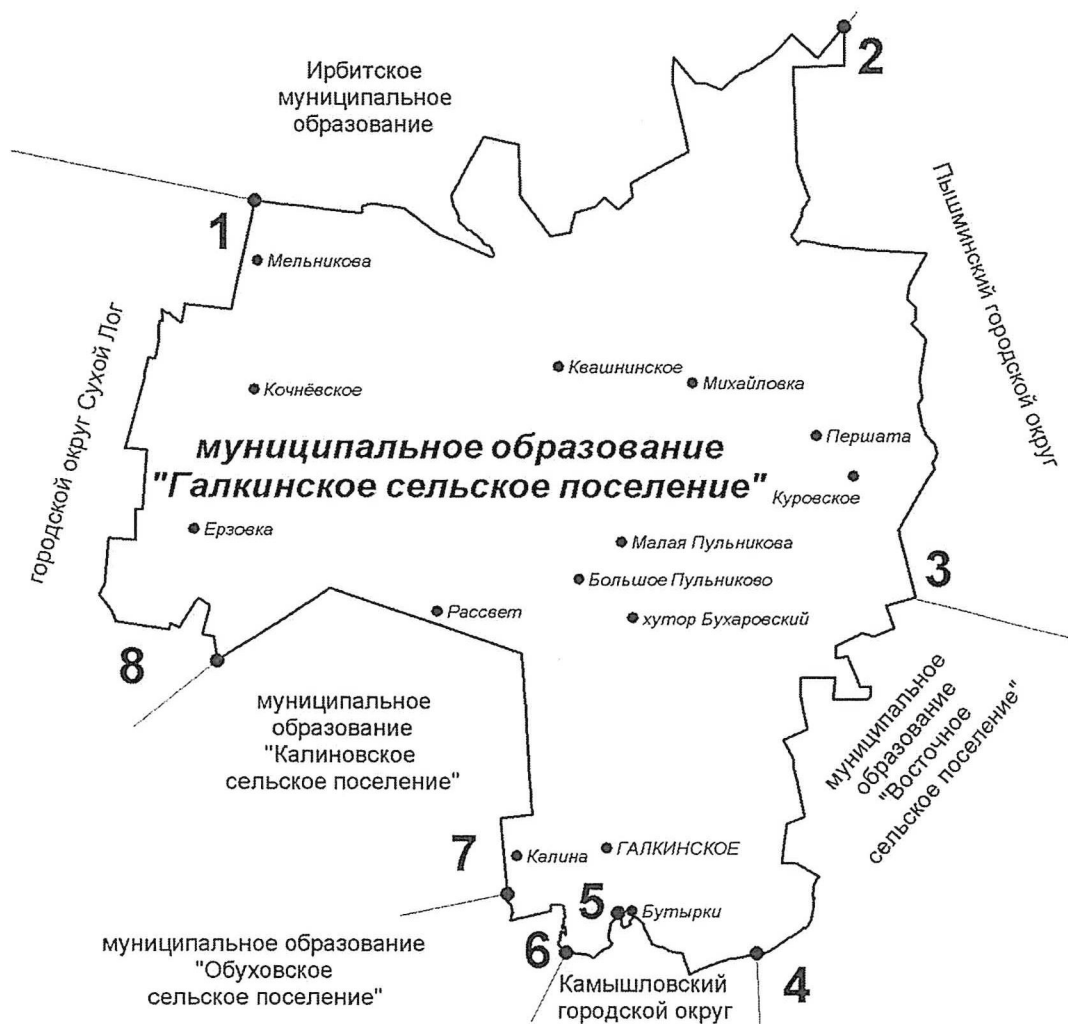 2
Ирбитское
муниципальное
образование
1
Мельникова
Пышминский городской округ
городской округ Сухой Лог
Квашнинское
Михайловка
Кочнёвское
Першата
муниципальное образование
"Галкинское сельское поселение"
Куровское
Ерзовка
Малая Пульникова
Большое Пульниково
3
Рассвет
хутор Бухаровский
8
муниципальное
образование
"Калиновское
сельское поселение"
муниципальное
образование
"Восточное
сельское поселение"
7
Калина
ГАЛКИНСКОЕ
5
Бутырки
муниципальное образование
"Обуховское
сельское поселение"
6
Камышловский
городской округ
4